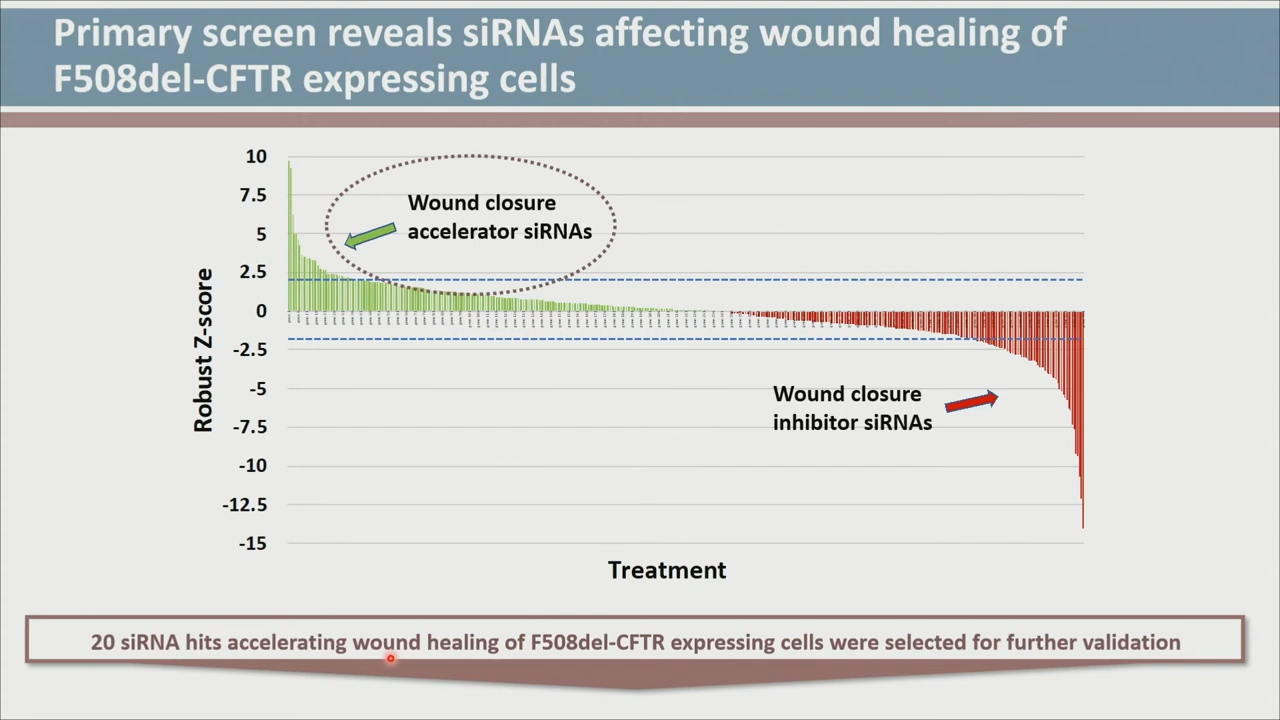 Primary screen reveals siRNAs affecting wound healing of
F508del-CFTR expressing cells
10
7.5
5
2.5
0
-2.5
-5
-7.5
-10
-12.5
-15
Robust Z-score
Wound closure
accelerator siRNAs
Wound closure
inhibitor siRNAs
Treatment
20 siRNA hits accelerating wound healing of F508del-CFTR expressing cells were selected for further validation